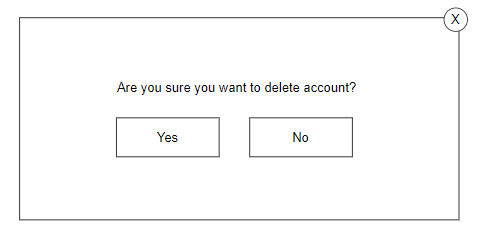 X
Are you sure you want to delete account?
Yes No